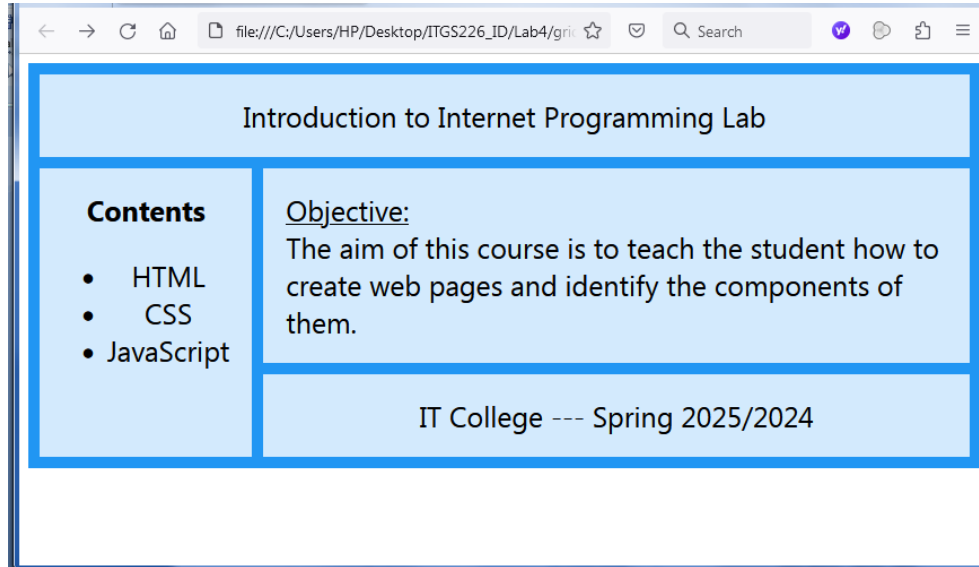 file:///C:/Users/HP/Desktop/ITGS226_ID/Lab4/gri
Search
Introduction to Internet Programming Lab
Contents
• HTML
• CSS
• JavaScript
Objective:
The aim of this course is to teach the student how to
create web pages and identify the components of
them.
IT College --- Spring 2025/2024